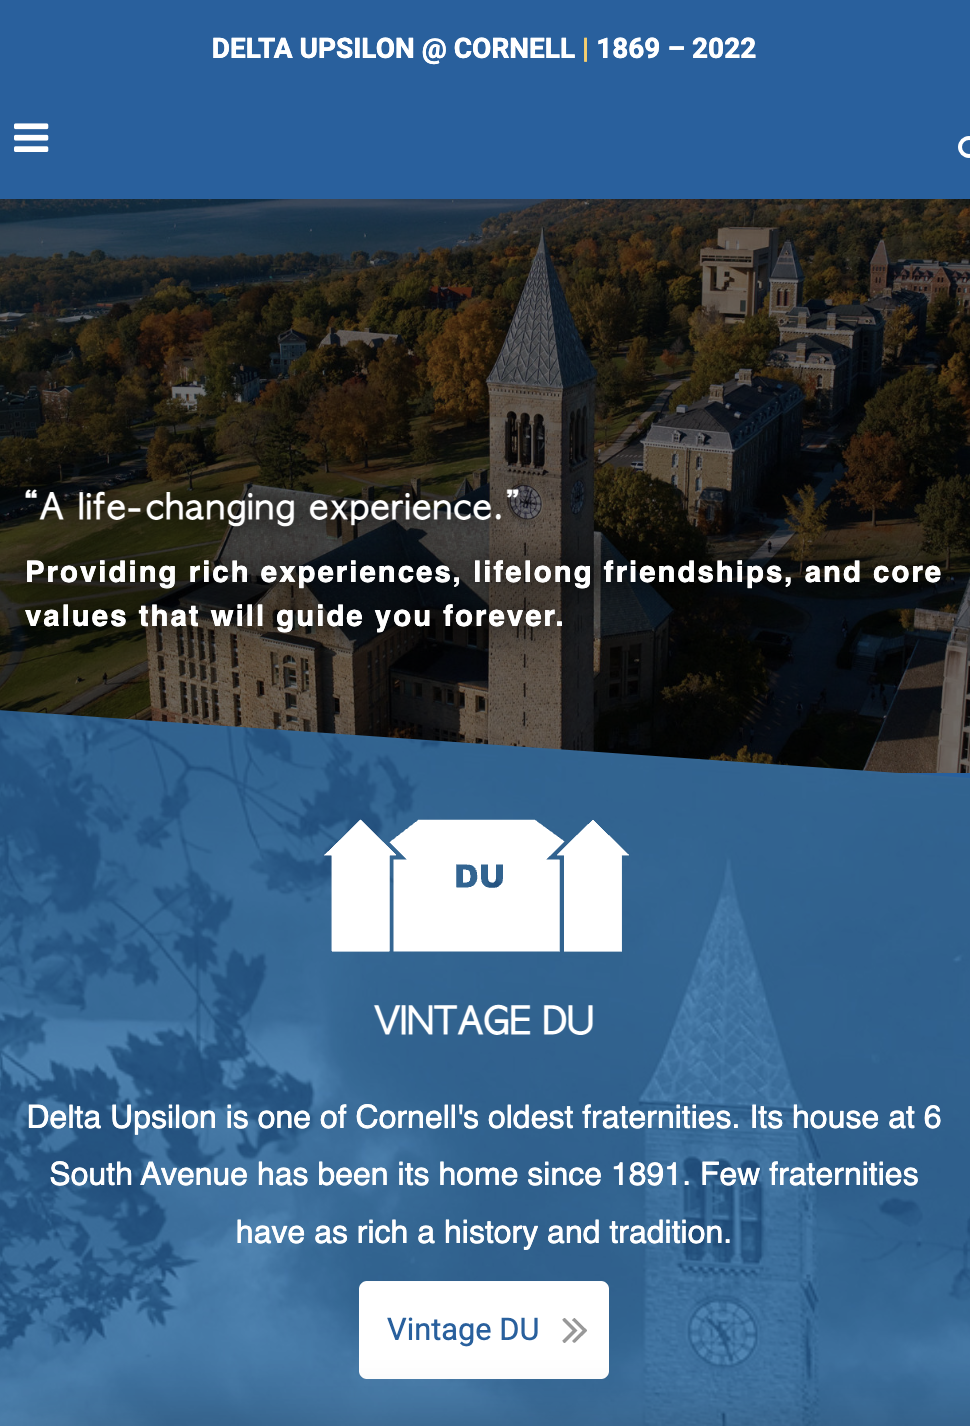 DELTA UPSILON @ CORNELL | 1869 – 2022
“A life-changing experience.”
Providing rich experiences, lifelong friendships, and core
values that will guide you forever.
DU
VINTAGE DU
Delta Upsilon is one of Cornell's oldest fraternities. Its house at 6
South Avenue has been its home since 1891. Few fraternities
have as rich a history and tradition.
Vintage DU